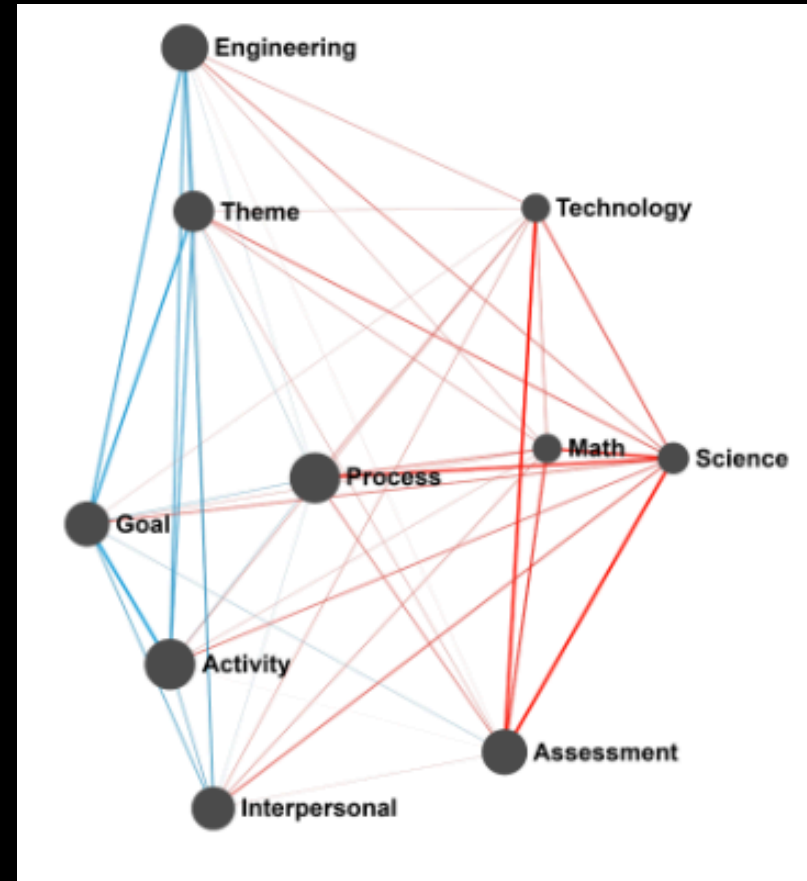 Engineering
Theme
Technology
Math
Science
Process
Goal
Activity
Assessment
Interpersonal